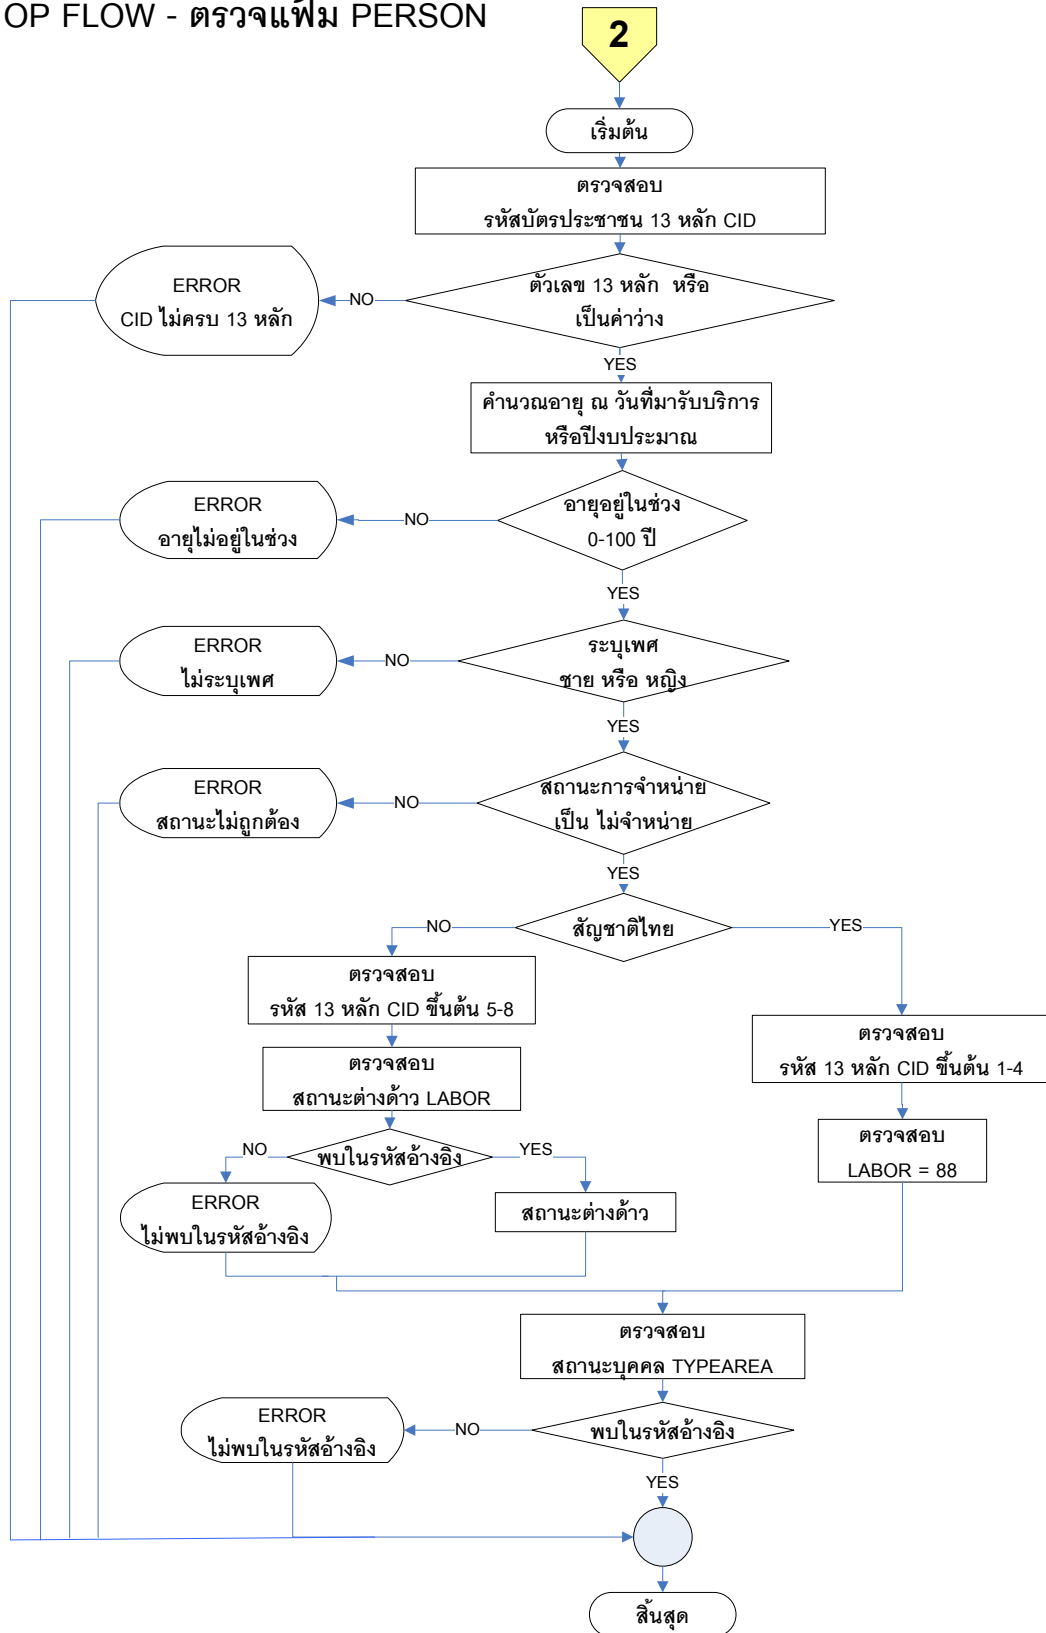 OP FLOW - ตรวจแฟ้ม PERSON
2
เริ่มต้น
ตรวจสอบ
รหัสบัตรประชาชน 13 หลัก CID
ตัวเลข 13 หลัก หรือ
เป็นค่าว่าง
NO
ERROR
CID ไม่ครบ 13 หลัก
YES
คำนวณอายุ ณ วันที่มารับบริการ
หรือปีงบประมาณ
อายุอยู่ในช่วง
0-100 ปี
NO
ERROR
อายุไม่อยู่ในช่วง
YES
ระบุเพศ
ชาย หรือ หญิง
NO
ERROR
ไม่ระบุเพศ
YES
สถานะการจำหน่าย
เป็น ไม่จำหน่าย
NO
ERROR
สถานะไม่ถูกต้อง
YES
สัญชาติไทย
NO
YES
ตรวจสอบ
รหัส 13 หลัก CID ขึ้นต้น 5-8
ตรวจสอบ
รหัส 13 หลัก CID ขึ้นต้น 1-4
ตรวจสอบ
สถานะต่างด้าว LABOR
ตรวจสอบ
LABOR = 88
พบในรหัสอ้างอิง
NO
YES
ERROR
ไม่พบในรหัสอ้างอิง
สถานะต่างด้าว
ตรวจสอบ
สถานะบุคคล TYPEAREA
พบในรหัสอ้างอิง
NO
ERROR
ไม่พบในรหัสอ้างอิง
YES
สิ้นสุด